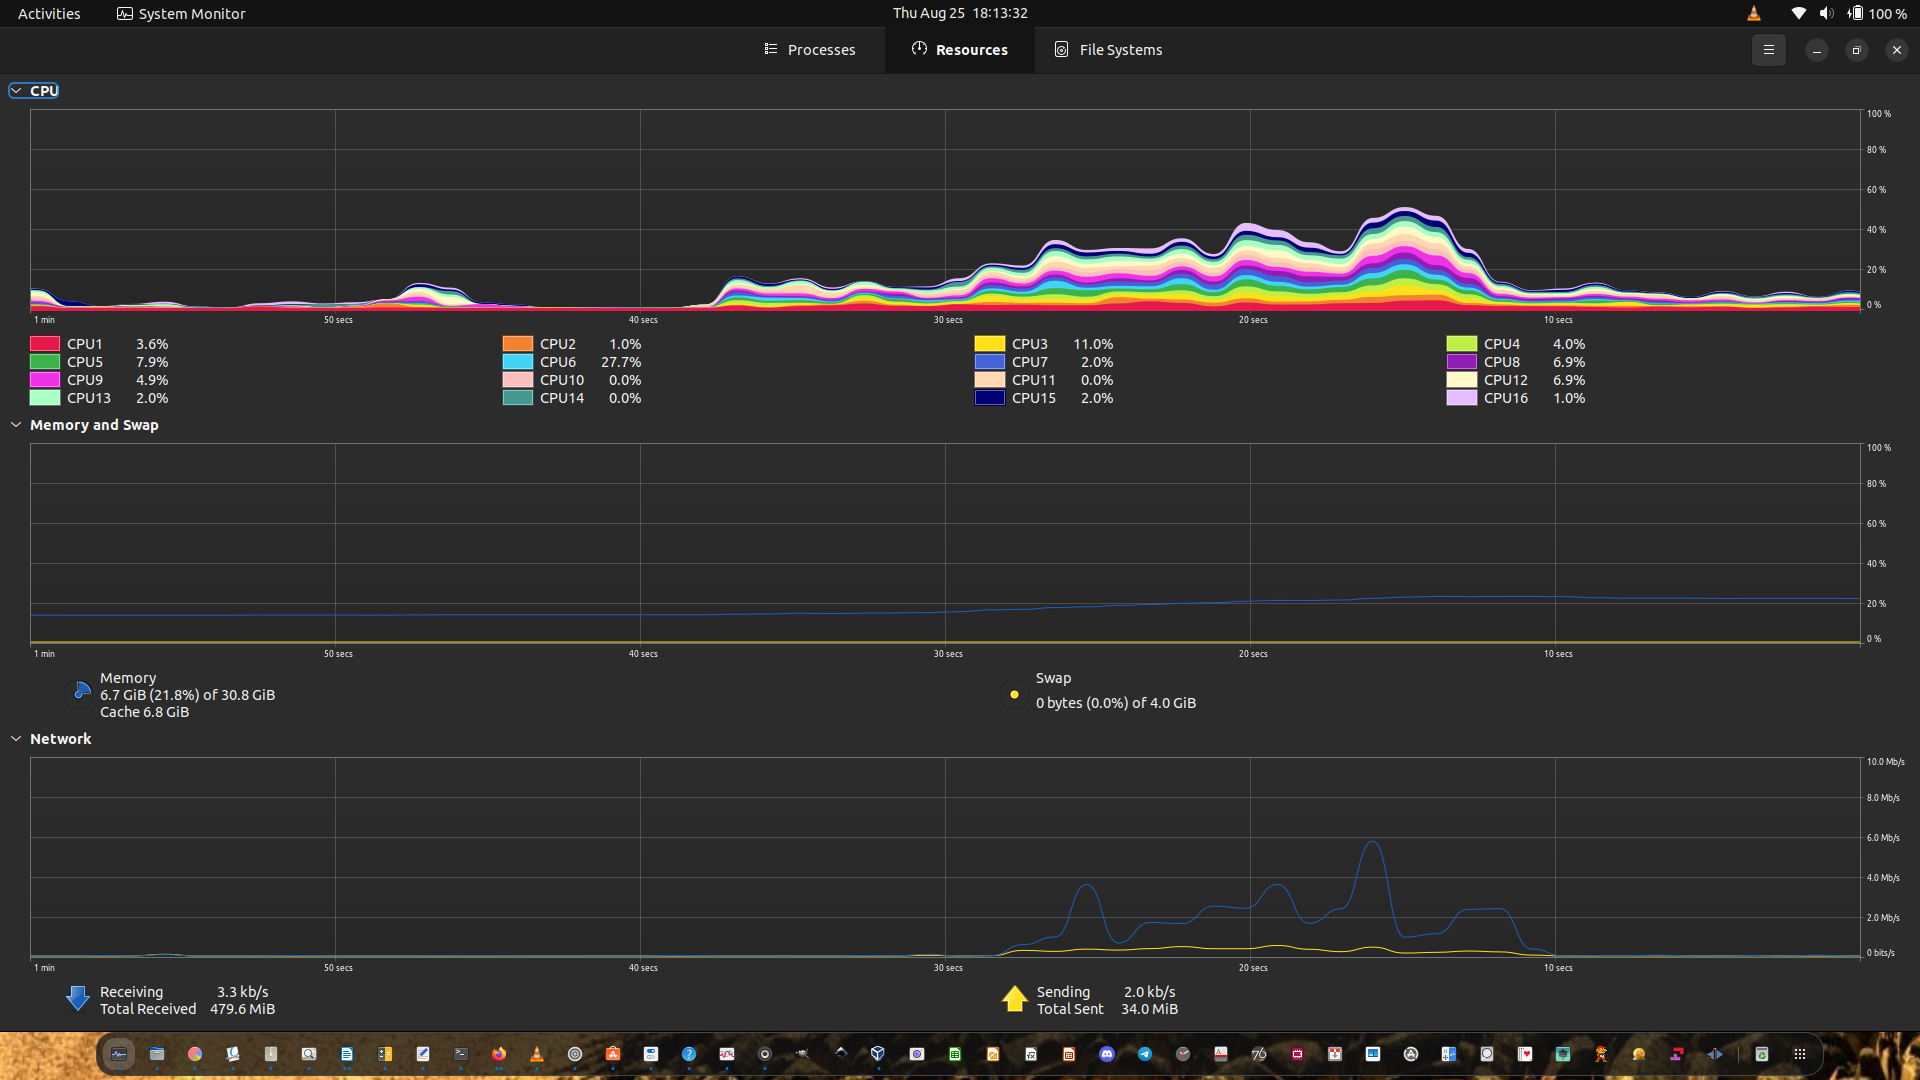 Activities System Monitor Thu Aug 25 18:13:32 100 %
Processes Resources File Systems
CPU
100 %
80 %
60 %
40 %
20 %
0 %
1 min 50 secs 40 secs 30 secs 20 secs 10 secs
CPU1 3.6% CPU2 1.0% CPU3 11.0% CPU4 4.0%
CPU5 7.9% CPU6 27.7% CPU7 2.0% CPU8 6.9%
CPU9 4.9% CPU10 0.0% CPU11 0.0% CPU12 6.9%
CPU13 2.0% CPU14 0.0% CPU15 2.0% CPU16 1.0%
Memory and Swap
100 %
80 %
60 %
40 %
20 %
0 %
1 min 50 secs 40 secs 30 secs 20 secs 10 secs
Memory
6.7 GiB (21.8%) of 30.8 GiB
Cache 6.8 GiB
Swap
0 bytes (0.0%) of 4.0 GiB
Network
10.0 Mb/s
8.0 Mb/s
6.0 Mb/s
4.0 Mb/s
2.0 Mb/s
0 bits/s
1 min 50 secs 40 secs 30 secs 20 secs 10 secs
Receiving 3.3 kb/s
Total Received 479.6 MiB
Sending 2.0 kb/s
Total Sent 34.0 MiB
76